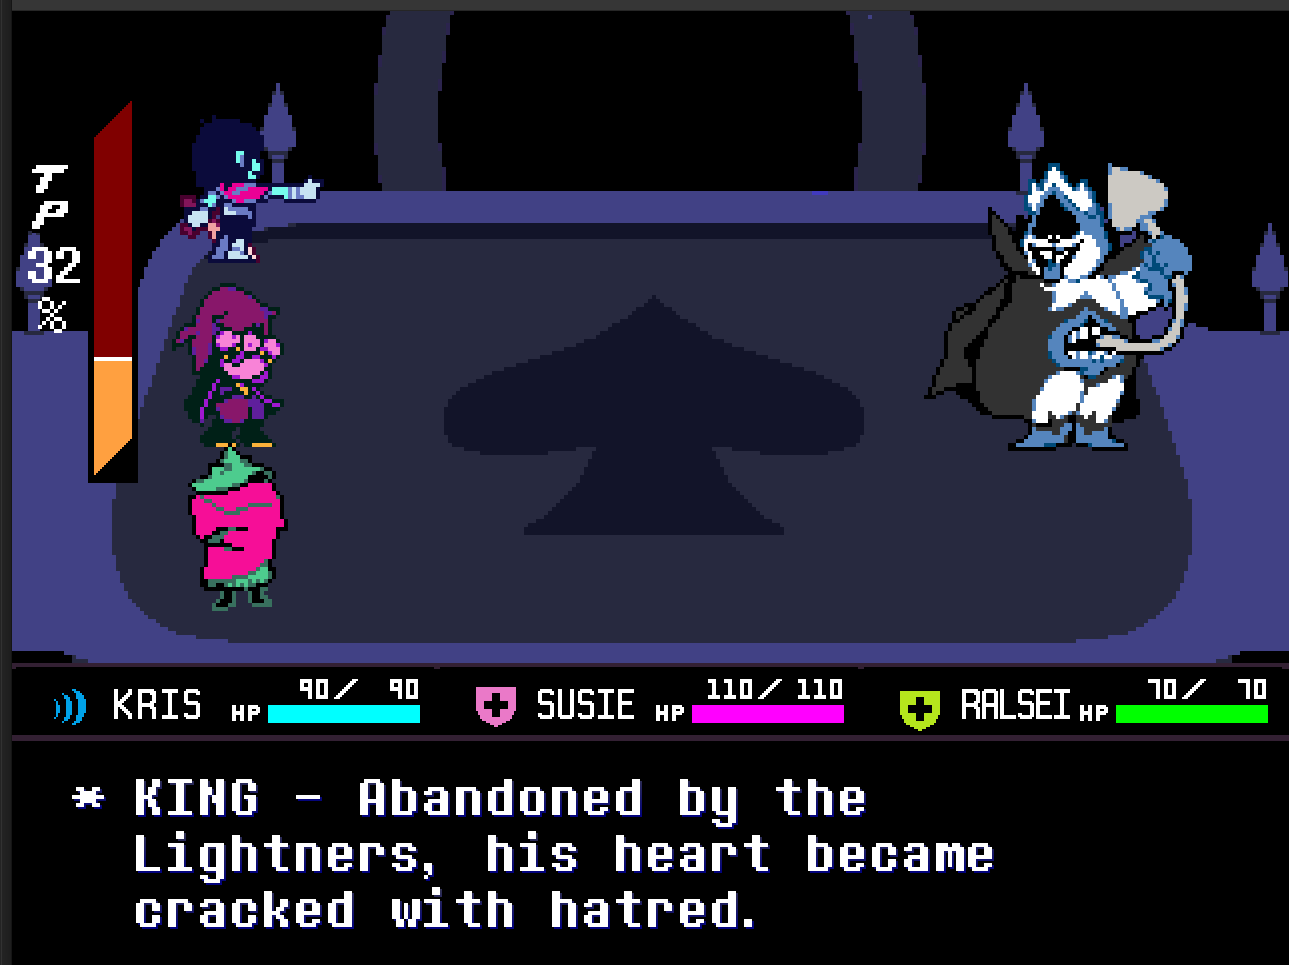 TP
32
%
KRIS HP 90/ 90 SUSIE HP 110/ 110 RALSEI HP 70/ 70
* KING - Abandoned by the
Lightners, his heart became
cracked with hatred.